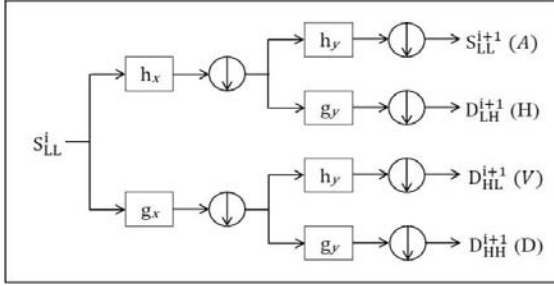 h_y S_LL^{i+1} (A)
h_x
g_y D_LH^{i+1} (H)
S_LL^i
h_y D_HL^{i+1} (V)
g_x
g_y D_HH^{i+1} (D)